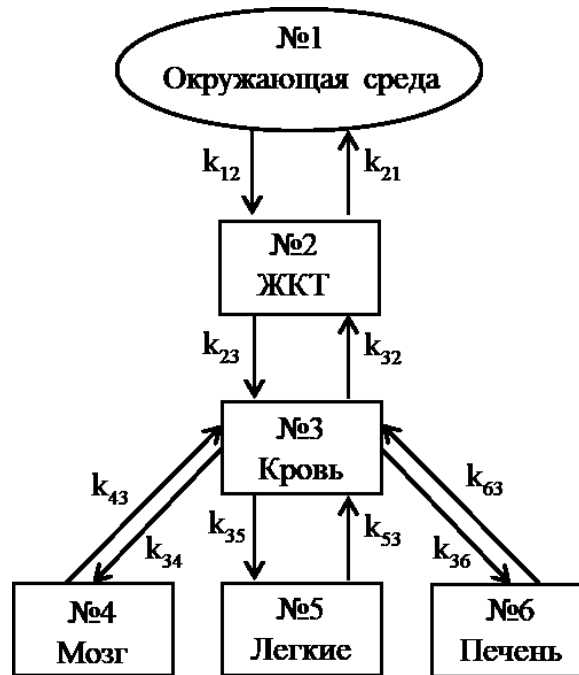 №1
Окружающая среда
k12
k21
№2
ЖКТ
k23
k32
№3
Кровь
k43
k34
k35
k53
k63
k36
№4
Мозг
№5
Легкие
№6
Печень